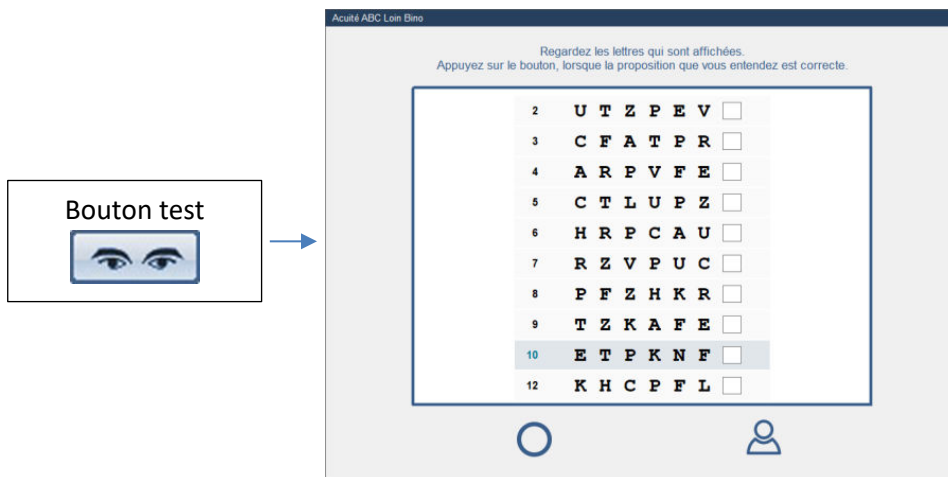 Acuité ABC Loin Bino
Regardez les lettres qui sont affichées.
Appuyez sur le bouton, lorsque la proposition que vous entendez est correcte.
Bouton test
2 U T Z P E V
3 C F A T P R
4 A R P V F E
5 C T L U P Z
6 H R P C A U
7 R Z V P U C
8 P F Z H K R
9 T Z K A F E
10 E T P K N F
12 K H C P F L